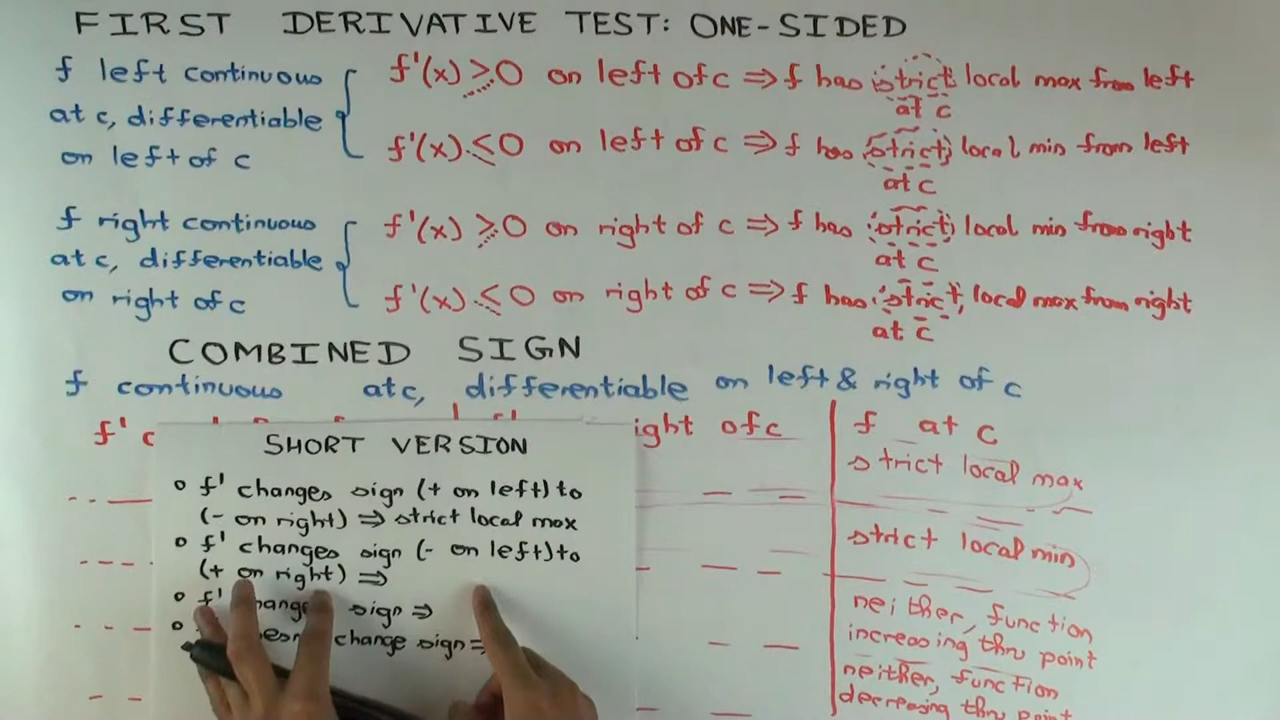 FIRST DERIVATIVE TEST: ONE-SIDED
f left continuous
at c, differentiable
on left of c
f'(x) ≥ 0 on left of c ⇒ f has (strict) local max from left
at c
f'(x) ≤ 0 on left of c ⇒ f has (strict) local min from left
at c
f right continuous
at c, differentiable
on right of c
f'(x) ≥ 0 on right of c ⇒ f has (strict) local min from right
at c
f'(x) ≤ 0 on right of c ⇒ f has (strict) local max from right
at c
COMBINED SIGN
f continuous at c, differentiable on left & right of c
f' of c
f at c
strict local max
strict local min
neither, function
increasing thru point
neither, function
decreasing thru point
SHORT VERSION
o f' changes sign (+ on left) to
(- on right) ⇒ strict local max
o f' changes sign (- on left) to
(+ on right) ⇒
o f' sign ⇒
o change sign ⇒